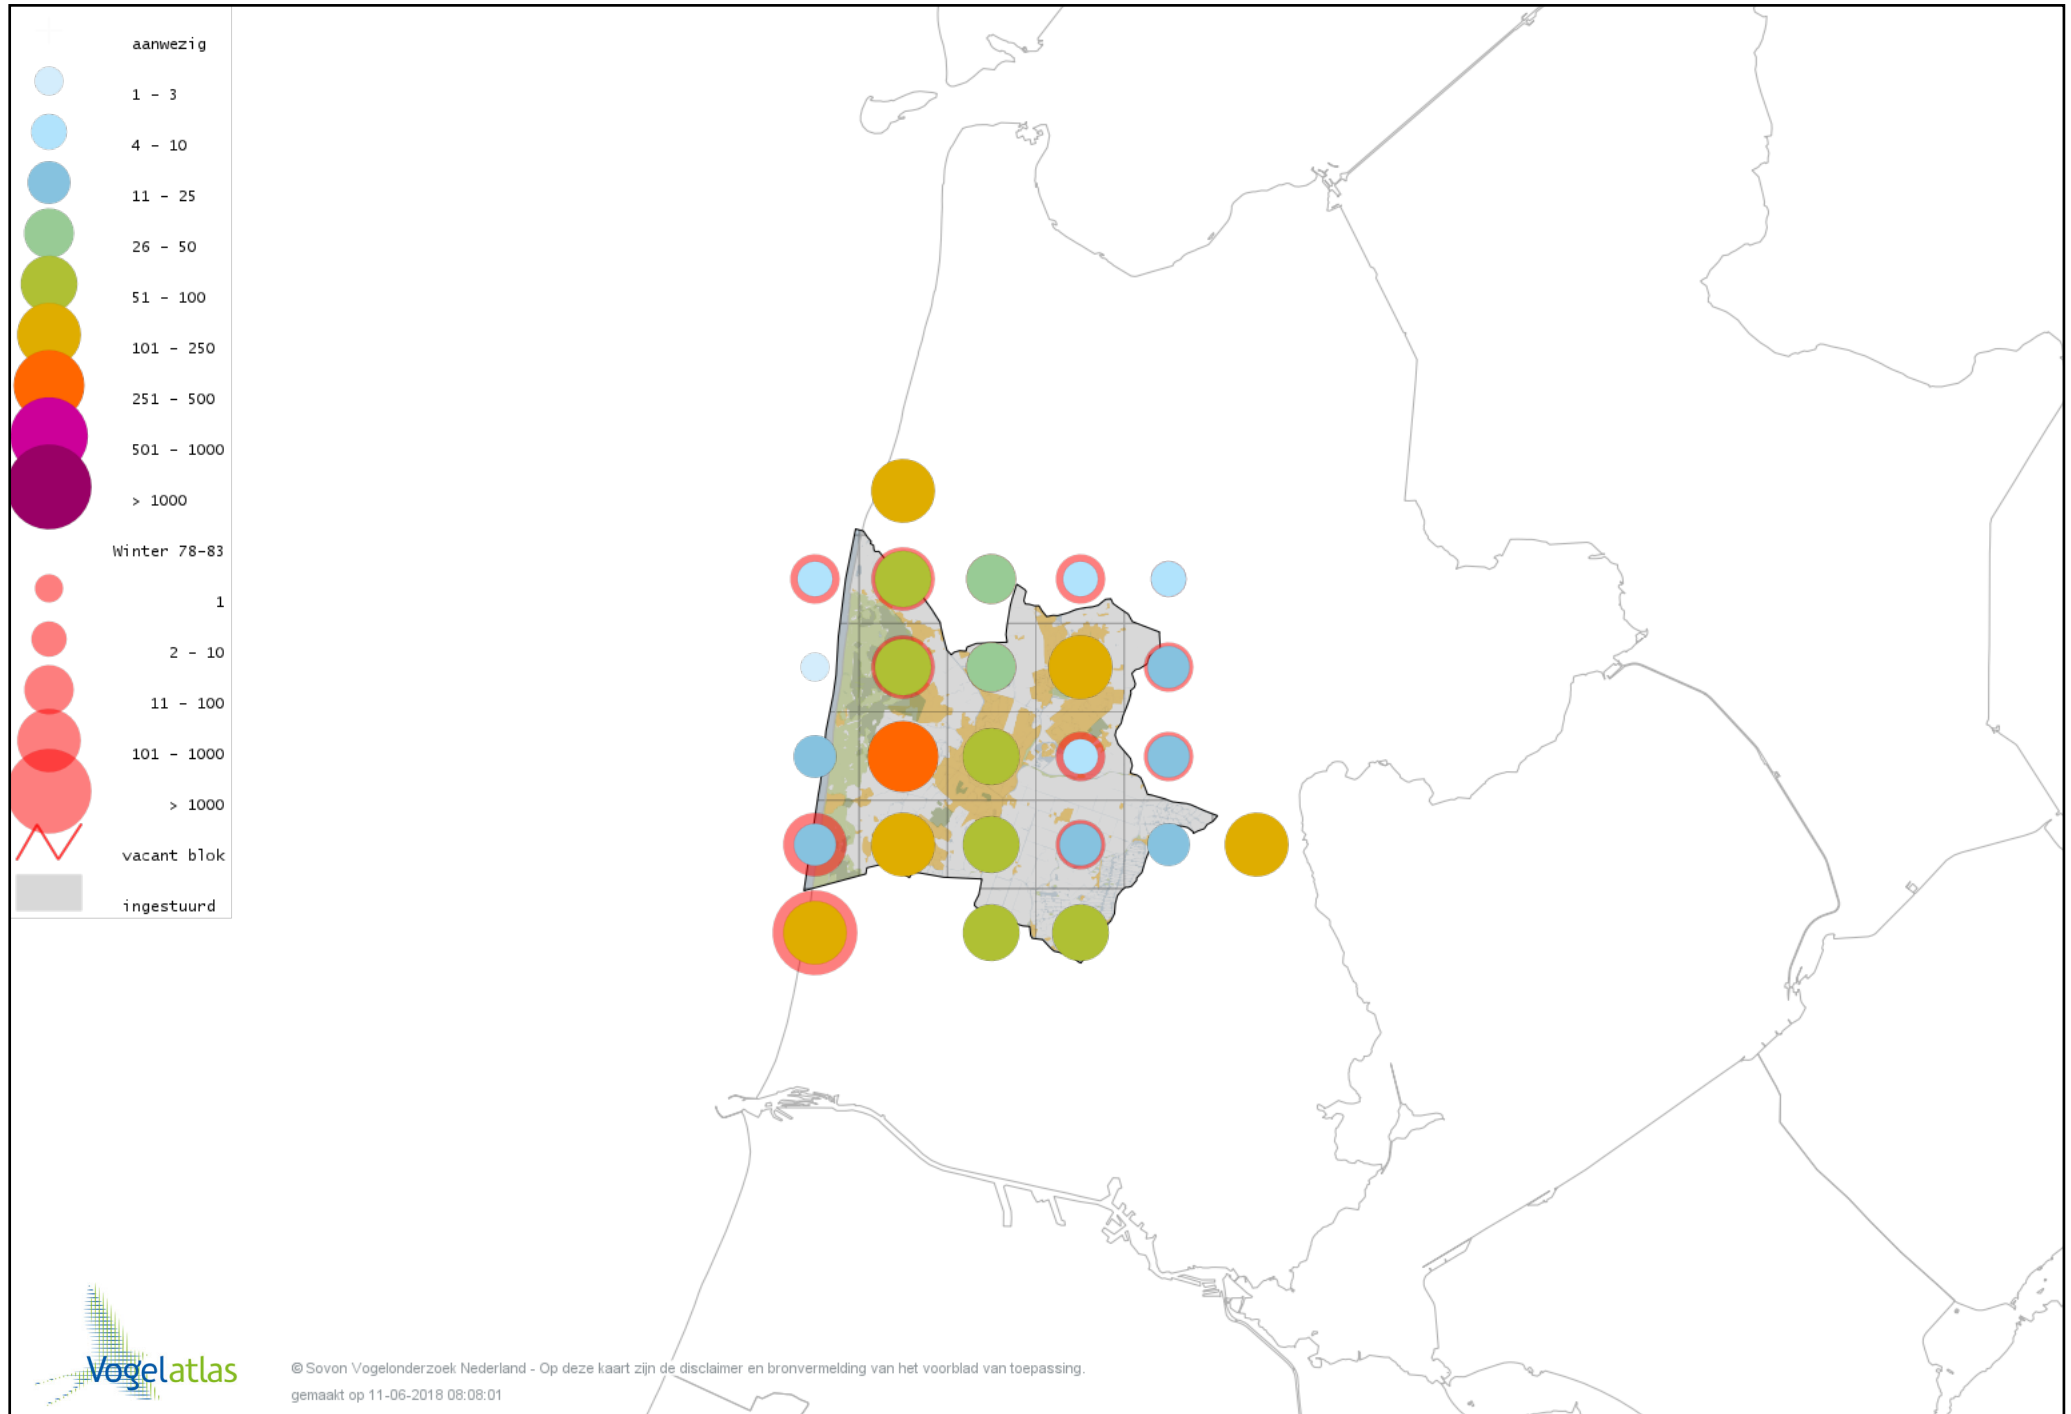 aanwezig
1 - 3
4 - 10
11 - 25
26 - 50
51 - 100
101 - 250
251 - 500
501 - 1000
> 1000
Winter 78-83
1
2 - 10
11 - 100
101 - 1000
> 1000
vacant blok
ingestuurd
Vogelatlas
© Sovon Vogelonderzoek Nederland - Op deze kaart zijn de disclaimer en bronvermelding van het voorblad van toepassing.
gemaakt op 11-06-2018 08:08:01